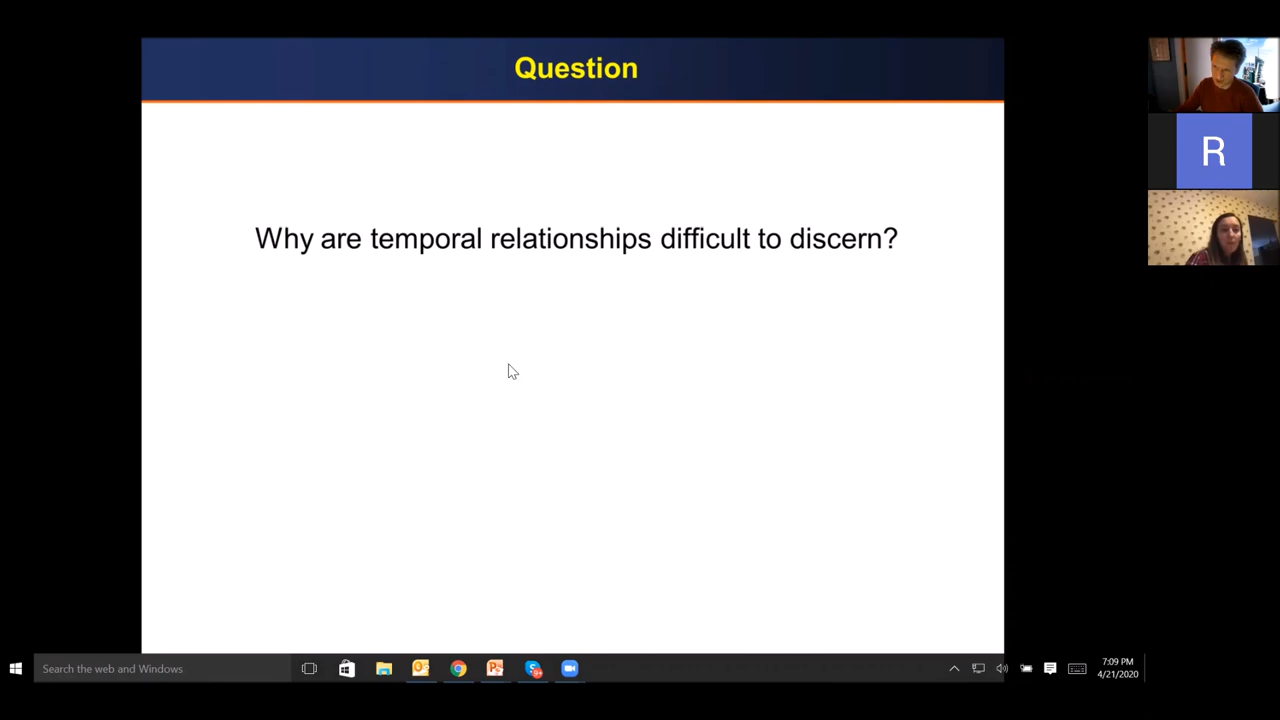 Question
Why are temporal relationships difficult to discern?
R
Search the web and Windows
7:09 PM
4/21/2020